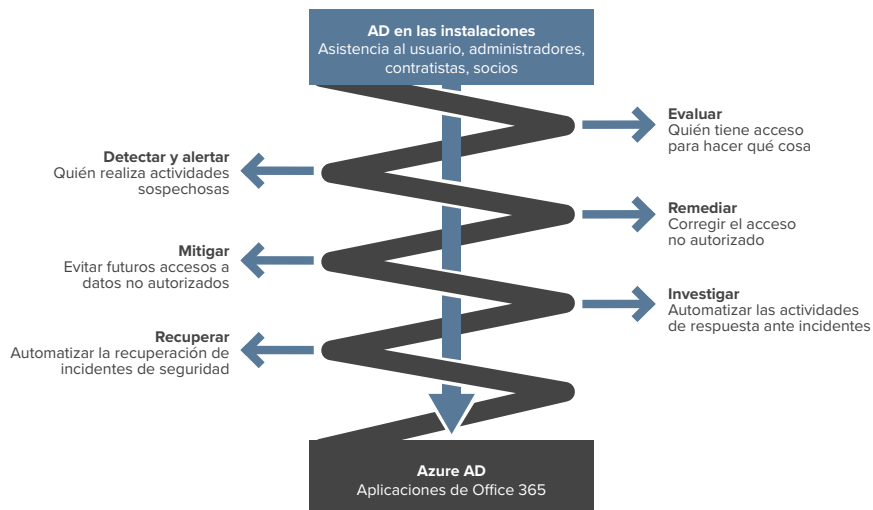 AD en las instalaciones
Asistencia al usuario, administradores,
contratistas, socios
Evaluar
Quién tiene acceso
para hacer qué cosa
Detectar y alertar
Quién realiza actividades
sospechosas
Remediar
Corregir el acceso
no autorizado
Mitigar
Evitar futuros accesos a
datos no autorizados
Investigar
Automatizar las actividades
de respuesta ante incidentes
Recuperar
Automatizar la recuperación de
incidentes de seguridad
Azure AD
Aplicaciones de Office 365